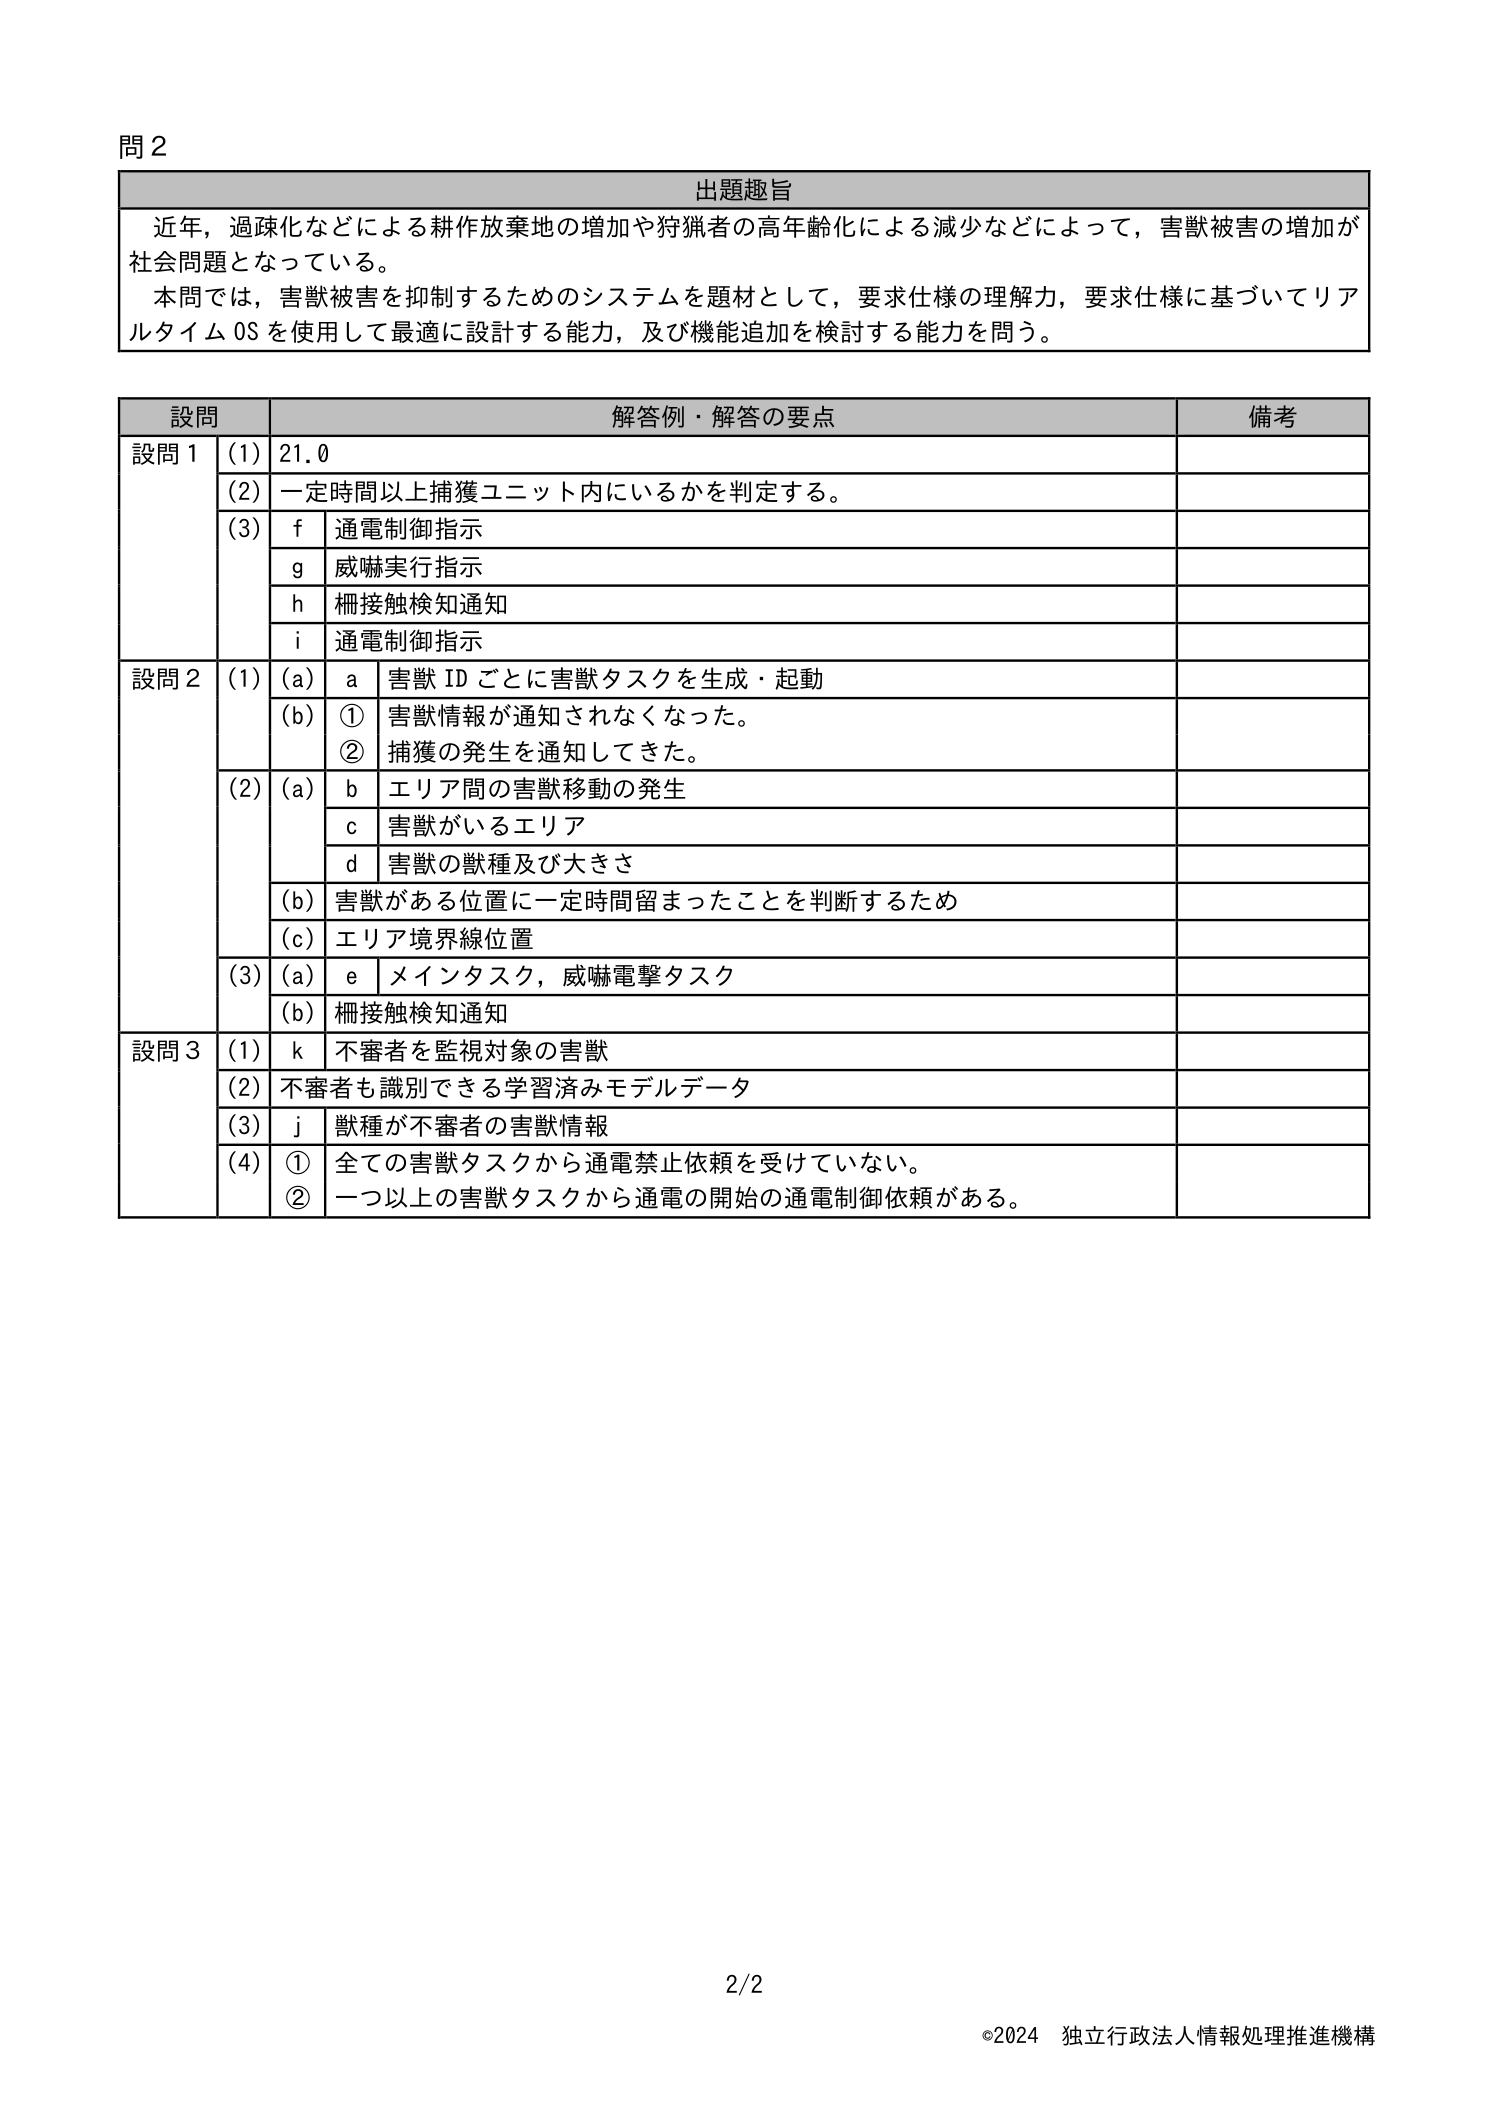 問２
出題趣旨
　近年，過疎化などによる耕作放棄地の増加や狩猟者の高年齢化による減少などによって，害獣被害の増加が
社会問題となっている。
　本問では，害獣被害を抑制するためのシステムを題材として，要求仕様の理解力，要求仕様に基づいてリア
ルタイム OS を使用して最適に設計する能力，及び機能追加を検討する能力を問う。
設問 解答例・解答の要点 備考
設問１ (1) 21.0
(2) 一定時間以上捕獲ユニット内にいるかを判定する。
(3) f 通電制御指示
g 威嚇実行指示
h 柵接触検知通知
i 通電制御指示
設問２ (1) (a) a 害獣 ID ごとに害獣タスクを生成・起動
(b) ① 害獣情報が通知されなくなった。
② 捕獲の発生を通知してきた。
(2) (a) b エリア間の害獣移動の発生
c 害獣がいるエリア
d 害獣の獣種及び大きさ
(b) 害獣がある位置に一定時間留まったことを判断するため
(c) エリア境界線位置
(3) (a) e メインタスク，威嚇電撃タスク
(b) 柵接触検知通知
設問３ (1) k 不審者を監視対象の害獣
(2) 不審者も識別できる学習済みモデルデータ
(3) j 獣種が不審者の害獣情報
(4) ① 全ての害獣タスクから通電禁止依頼を受けていない。
② 一つ以上の害獣タスクから通電の開始の通電制御依頼がある。
2/2
©2024　独立行政法人情報処理推進機構